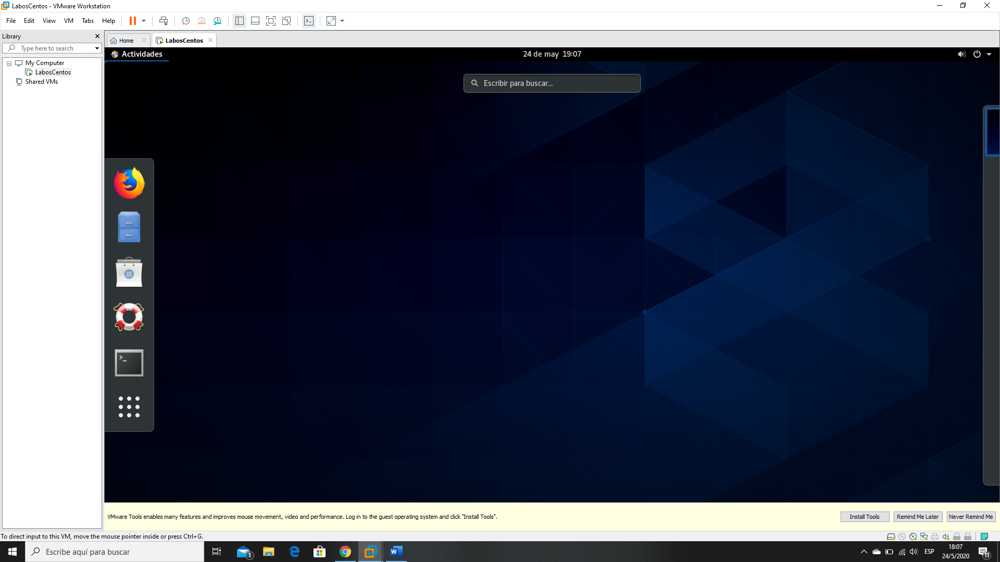 LabosCentos - VMware Workstation
File Edit View VM Tabs Help
Library
Type here to search
My Computer
LabosCentos
Shared VMs
Home
LabosCentos
Actividades
24 de may 19:07
Escribir para buscar...
VMware Tools enables many features and improves mouse movement, video and performance. Log in to the guest operating system and click "Install Tools".
Install Tools
Remind Me Later
Never Remind Me
To direct input to this VM, move the mouse pointer inside or press Ctrl+G.
Escribe aquí para buscar
1
W
ESP
18:07
24/5/2020
11